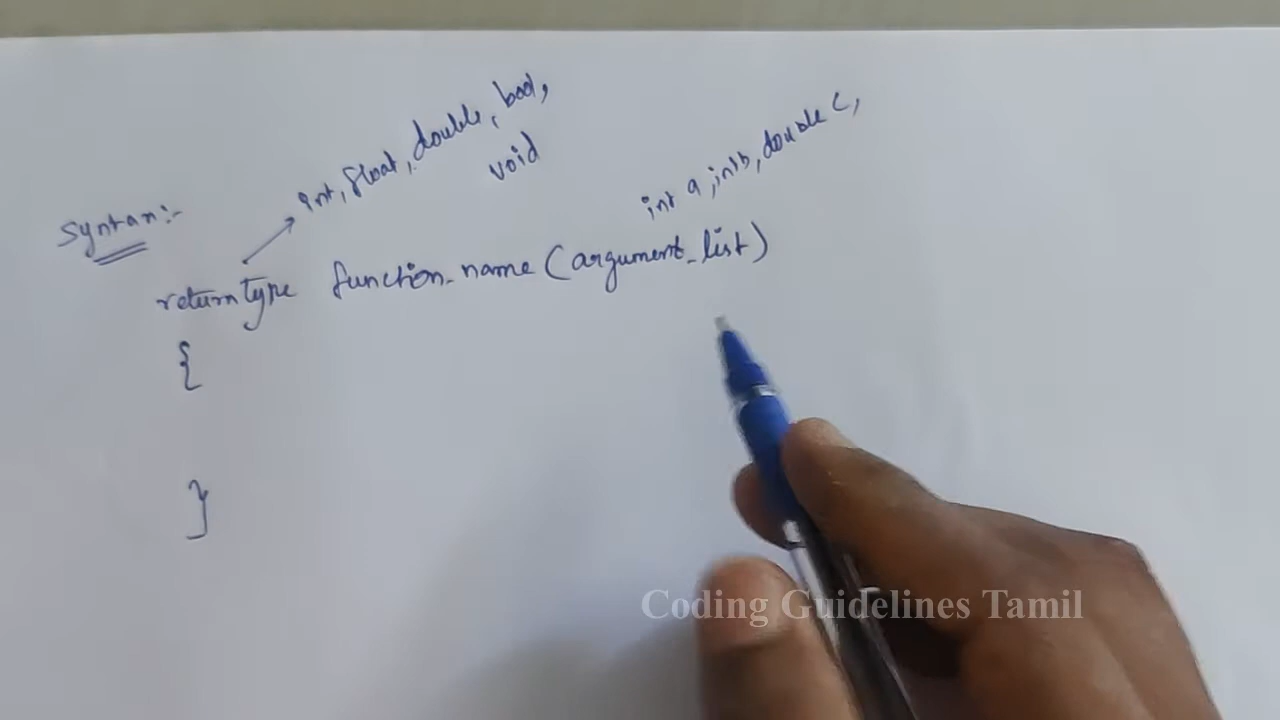 int, float, double, bool,
void
int a, int b, double c,
Syntax:-
returntype function_name (argument_list)
{
}
Coding Guidelines Tamil